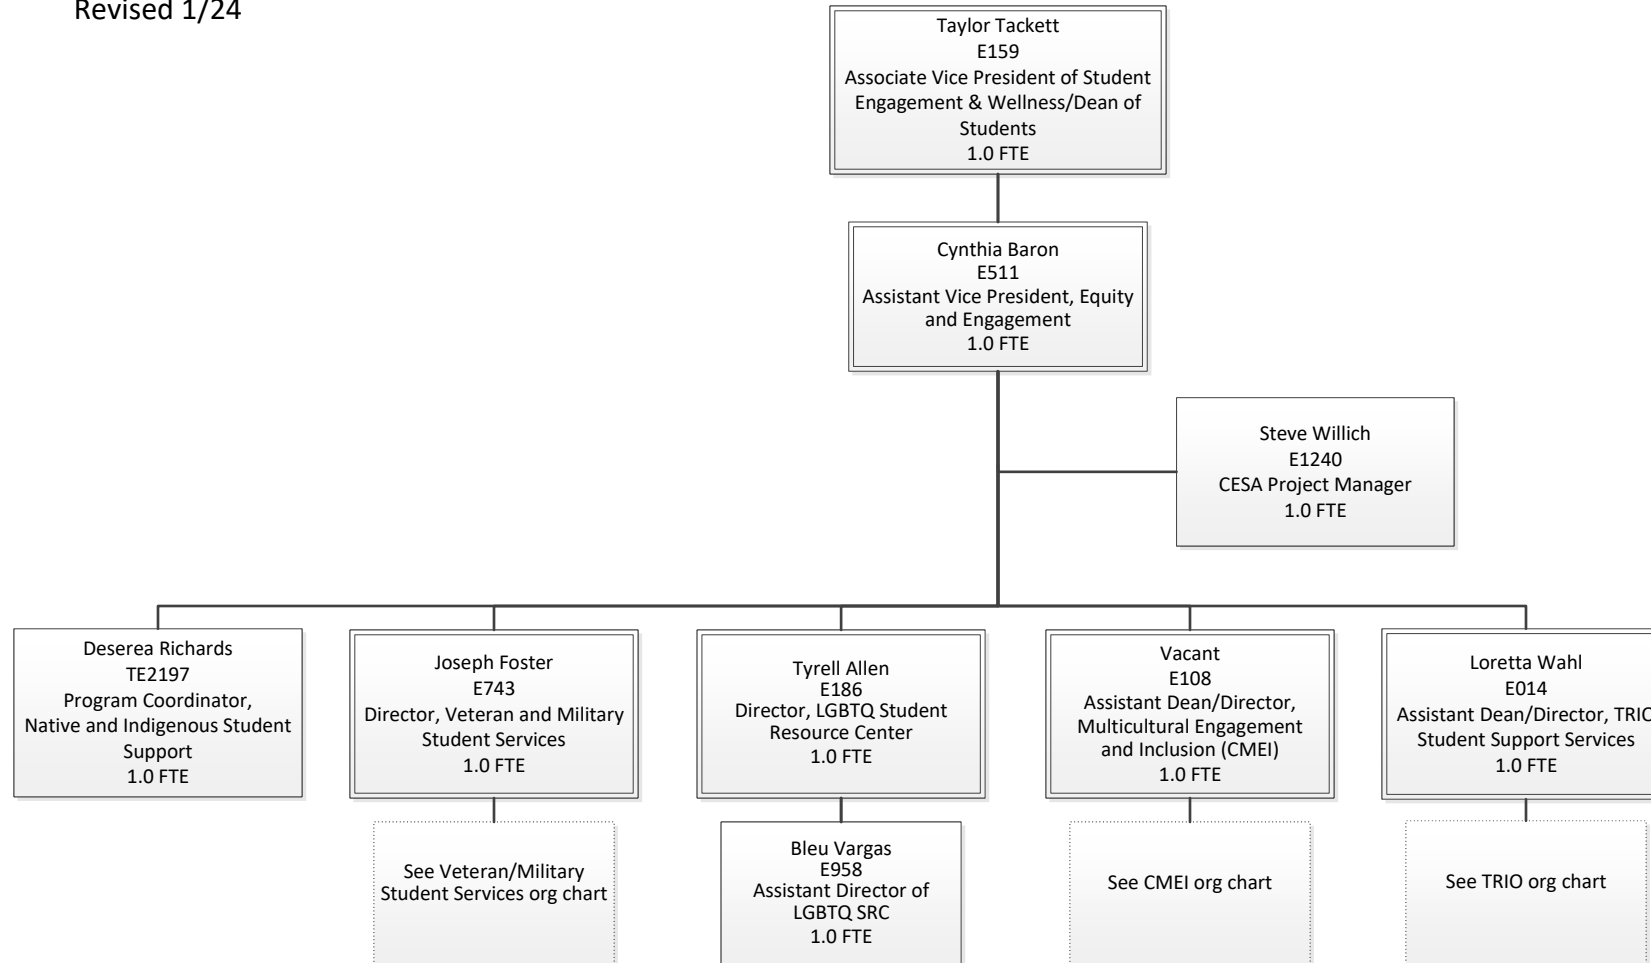 Revised 1/24
Taylor Tackett
E159
Associate Vice President of Student
Engagement & Wellness/Dean of
Students
1.0 FTE
Cynthia Baron
E511
Assistant Vice President, Equity
and Engagement
1.0 FTE
Steve Willich
E1240
CESA Project Manager
1.0 FTE
Deserea Richards
TE2197
Program Coordinator,
Native and Indigenous Student
Support
1.0 FTE
Joseph Foster
E743
Director, Veteran and Military
Student Services
1.0 FTE
Tyrell Allen
E186
Director, LGBTQ Student
Resource Center
1.0 FTE
Vacant
E108
Assistant Dean/Director,
Multicultural Engagement
and Inclusion (CMEI)
1.0 FTE
Loretta Wahl
E014
Assistant Dean/Director, TRIO
Student Support Services
1.0 FTE
See Veteran/Military
Student Services org chart
Bleu Vargas
E958
Assistant Director of
LGBTQ SRC
1.0 FTE
See CMEI org chart
See TRIO org chart